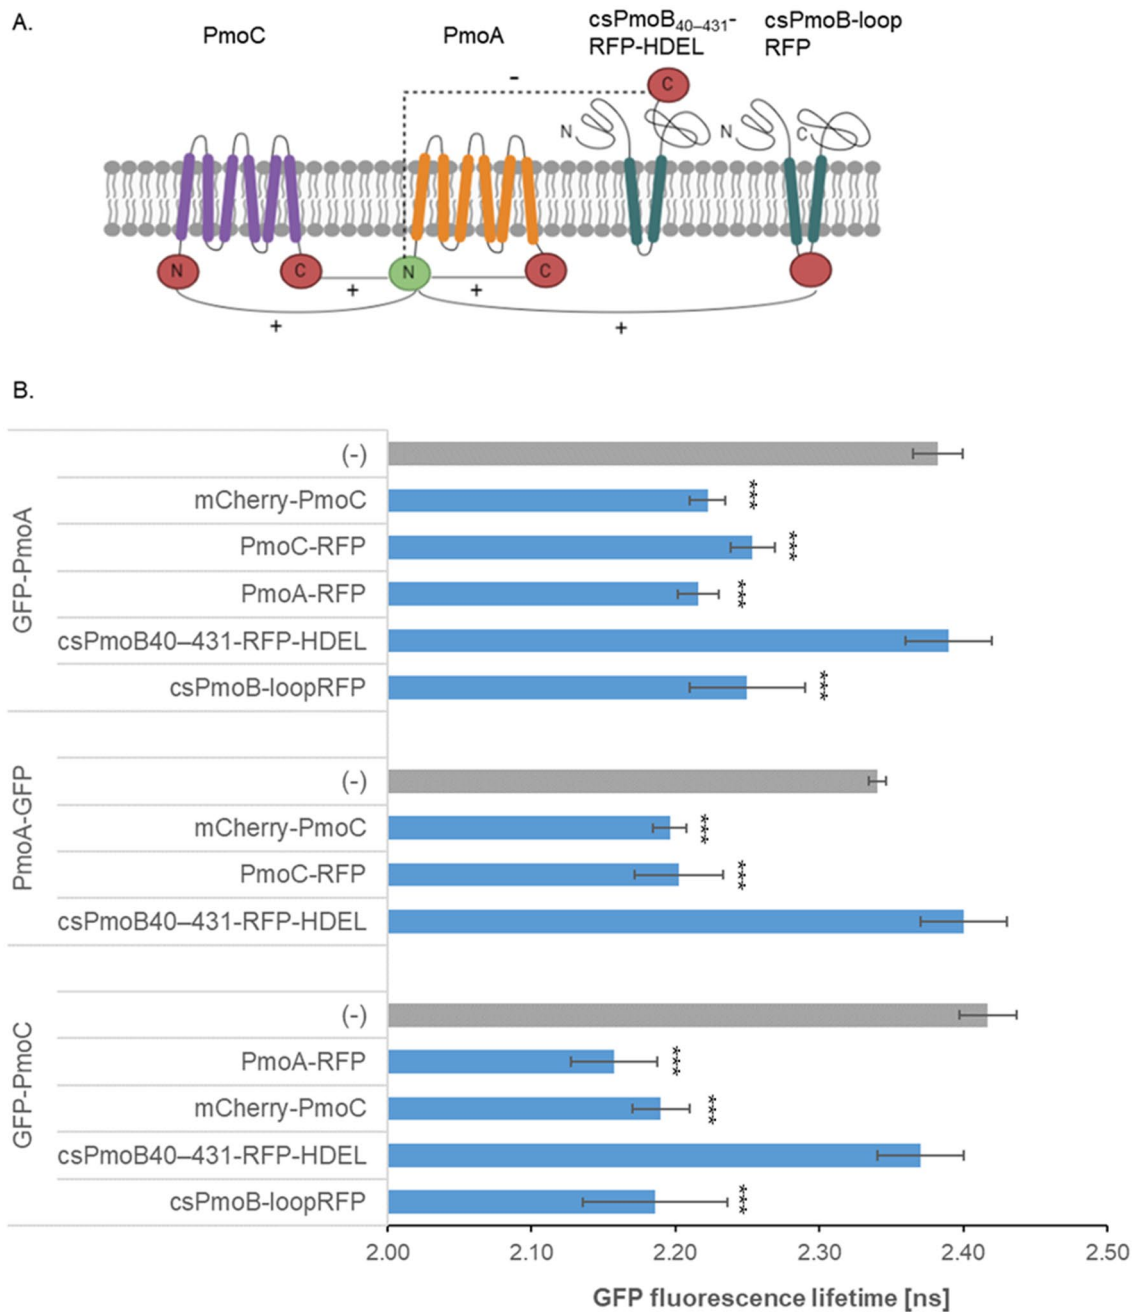 A.
PmoC
PmoA
csPmoB40–431-
RFP-HDEL
csPmoB-loop
RFP
-
C
N
N
C
N
C
N
C
+
+
+
+
B.
GFP-PmoA
(-)
mCherry-PmoC
***
PmoC-RFP
***
PmoA-RFP
***
csPmoB40–431-RFP-HDEL
csPmoB-loopRFP
***
PmoA-GFP
(-)
mCherry-PmoC
***
PmoC-RFP
***
csPmoB40–431-RFP-HDEL
GFP-PmoC
(-)
PmoA-RFP
***
mCherry-PmoC
***
csPmoB40–431-RFP-HDEL
csPmoB-loopRFP
***
2.00 2.10 2.20 2.30 2.40 2.50
GFP fluorescence lifetime [ns]